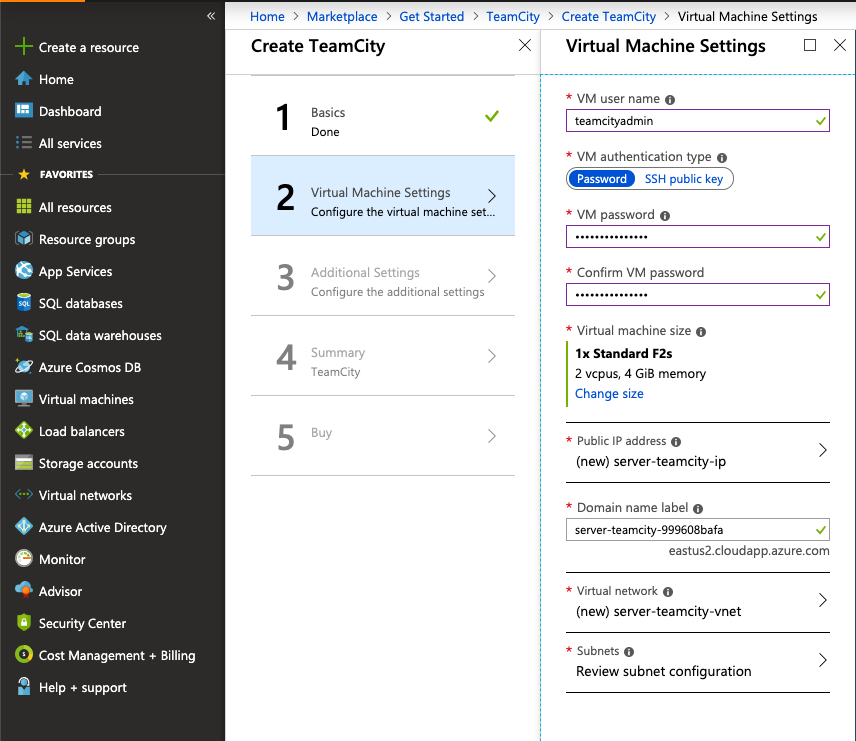 «
Create a resource
Home
Dashboard
All services
FAVORITES
All resources
Resource groups
App Services
SQL databases
SQL data warehouses
Azure Cosmos DB
Virtual machines
Load balancers
Storage accounts
Virtual networks
Azure Active Directory
Monitor
Advisor
Security Center
Cost Management + Billing
Help + support
Home > Marketplace > Get Started > TeamCity > Create TeamCity > Virtual Machine Settings
Create TeamCity
1
Basics
Done
2
Virtual Machine Settings
Configure the virtual machine set...
3
Additional Settings
Configure the additional settings
4
Summary
TeamCity
5
Buy
Virtual Machine Settings
* VM user name
teamcityadmin
* VM authentication type
Password SSH public key
* VM password
•••••••••••••••
* Confirm VM password
•••••••••••••••
* Virtual machine size
1x Standard F2s
2 vcpus, 4 GiB memory
Change size
* Public IP address
(new) server-teamcity-ip
* Domain name label
server-teamcity-999608bafa
eastus2.cloudapp.azure.com
* Virtual network
(new) server-teamcity-vnet
* Subnets
Review subnet configuration